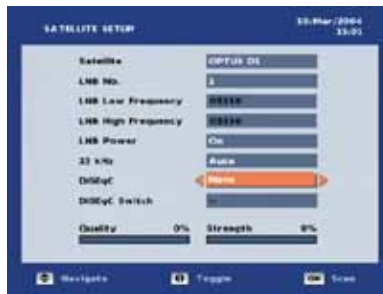 SATELLITE SETUP
10-Mar-2004
15:01
Satellite OPTUS D1
LNB No. 1
LNB Low Frequency
LNB High Frequency
LNB Power On
22 kHz Auto
DiSEqC None
DiSEqC Switch --
Quality 0% Strength 0%
Navigate Toggle OK Scan